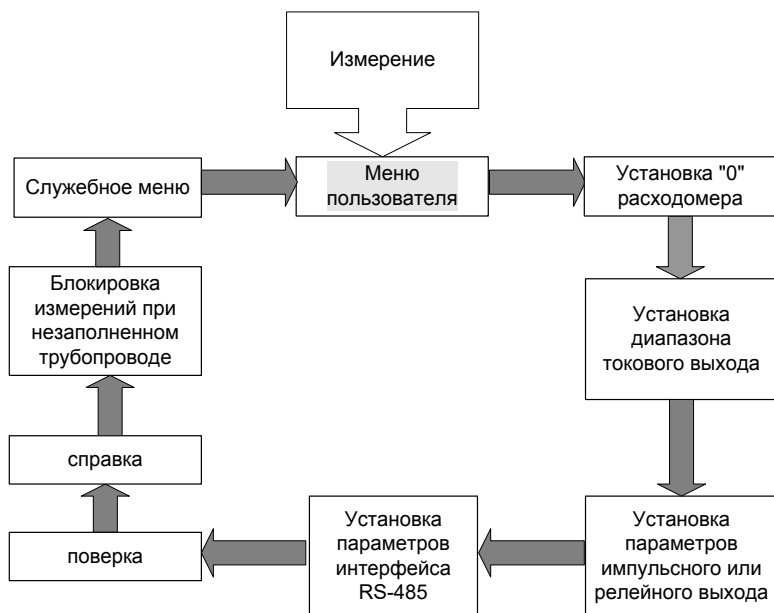 Измерение
Служебное меню
Меню
пользователя
Установка "0"
расходомера
Блокировка
измерений при
незаполненном
трубопроводе
Установка
диапазона
токового выхода
справка
поверка
Установка
параметров
интерфейса
RS-485
Установка
параметров
импульсного или
релейного выхода